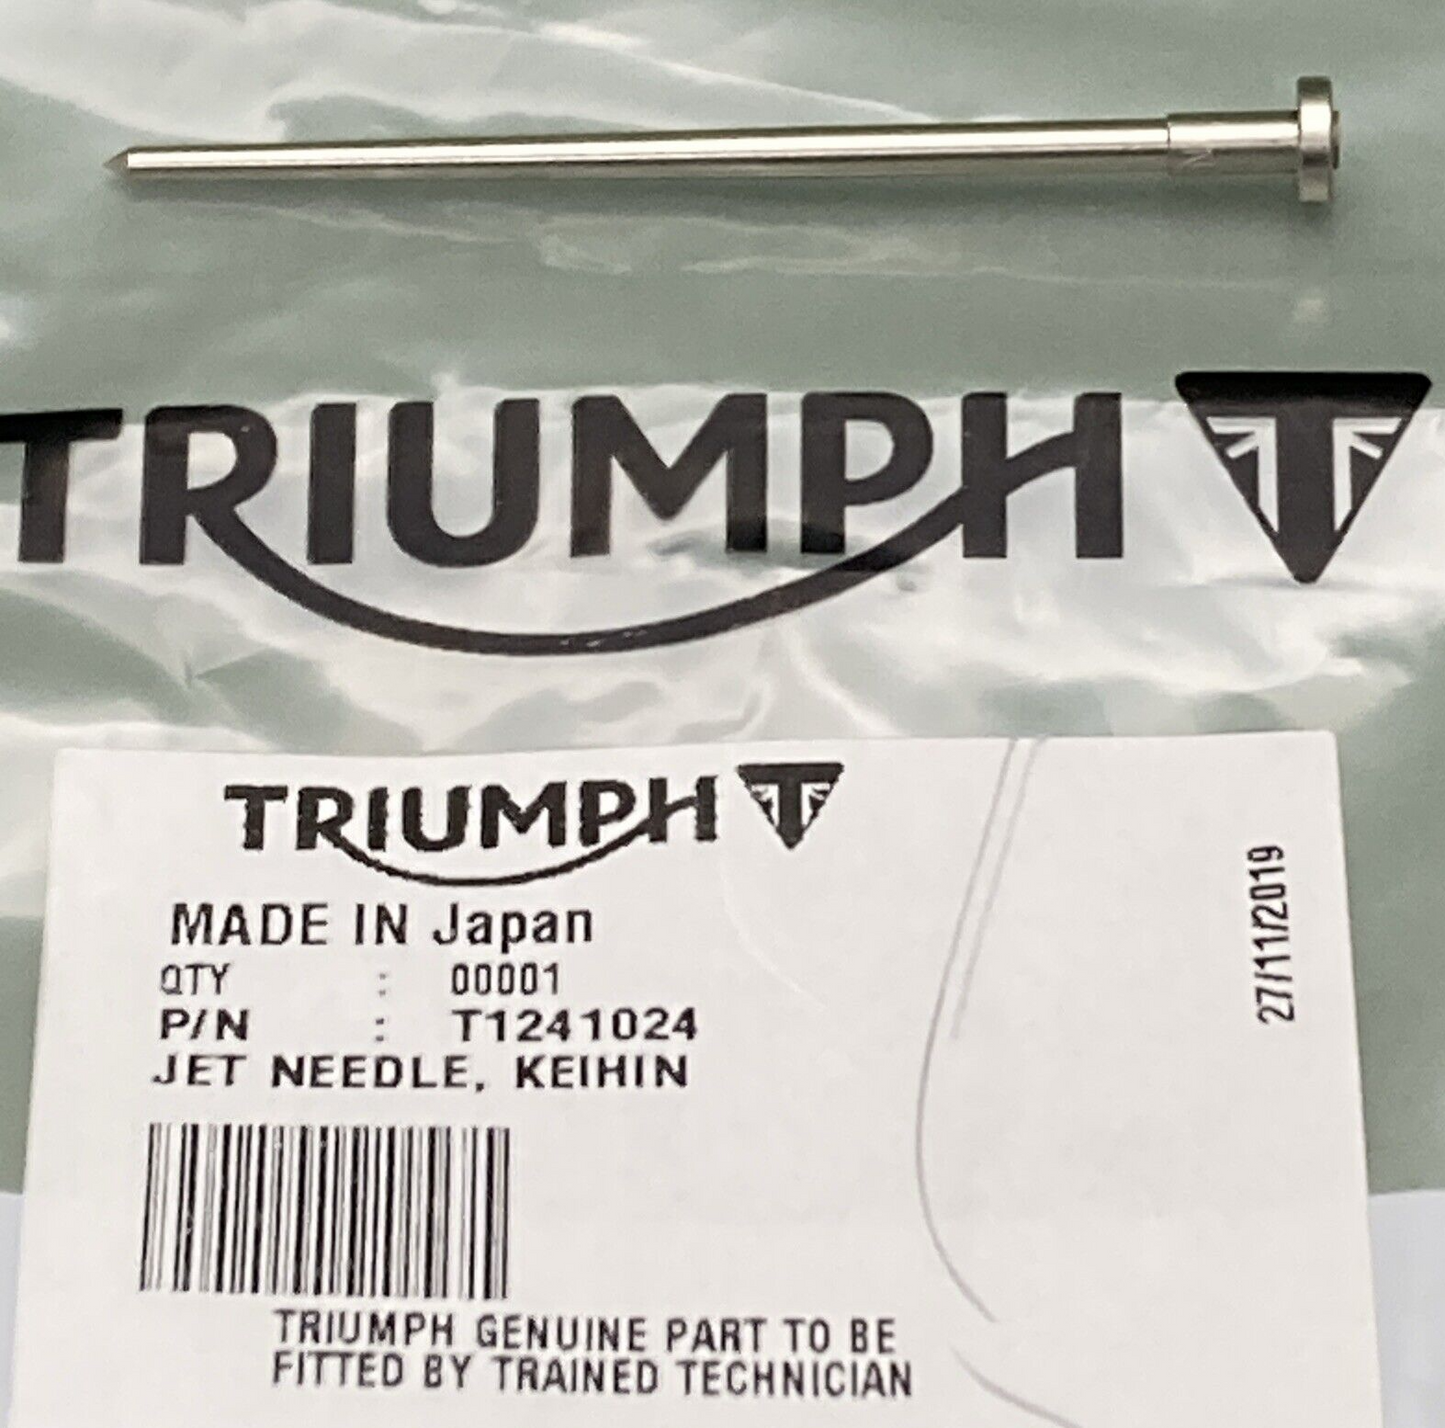 TRIUMPH T
TRIUMPH T
MADE IN Japan
QTY : 00001
P/N : T1241024
JET NEEDLE, KEIHIN
27/11/2019
TRIUMPH GENUINE PART TO BE
FITTED BY TRAINED TECHNICIAN